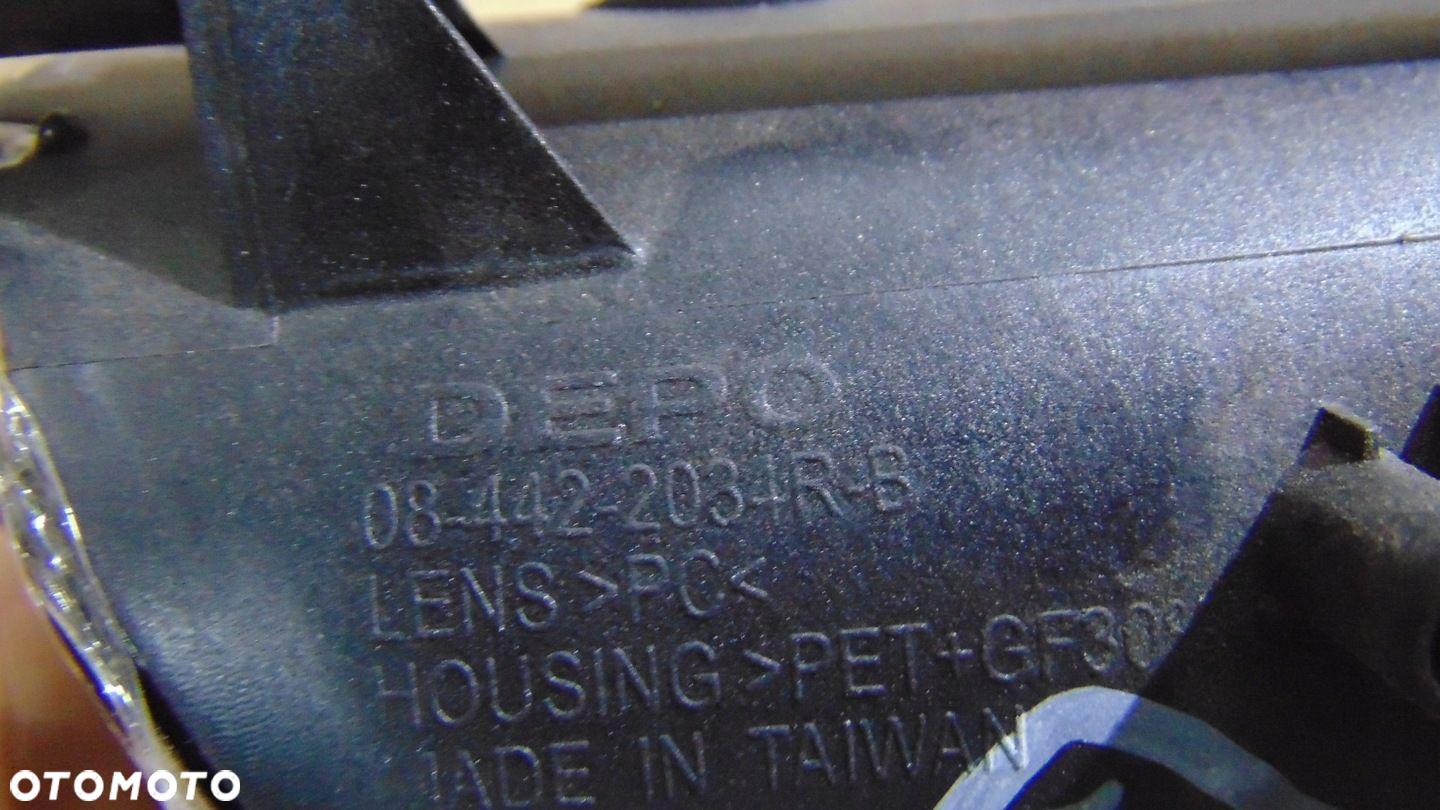 DEPO
08-442-2034R-B
LENS >PC<
HOUSING >PET+GF30
MADE IN TAIWAN
OTOMOTO